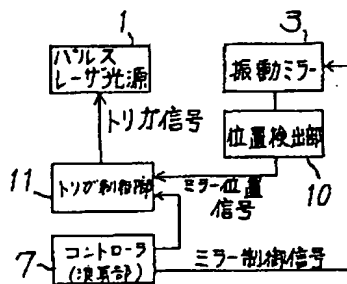 1
パルス
レーザ光源
3
振動ミラー
トリガ信号
位置検出部
10
11
トリガ制御部
ミラー位置
信号
7
コントローラ
(演算部)
ミラー制御信号